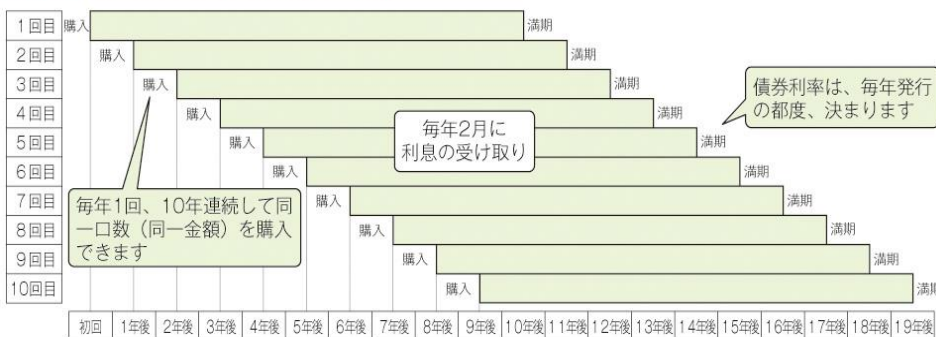 1回目 購入 満期
2回目 購入 満期
3回目 購入 満期
4回目 購入 満期
5回目 購入 満期
6回目 購入 満期
7回目 購入 満期
8回目 購入 満期
9回目 購入 満期
10回目 購入 満期
債券利率は、毎年発行
の都度、決まります
毎年2月に
利息の受け取り
毎年1回、10年連続して同
一口数（同一金額）を購入
できます
初回 1年後 2年後 3年後 4年後 5年後 6年後 7年後 8年後 9年後 10年後 11年後 12年後 13年後 14年後 15年後 16年後 17年後 18年後 19年後